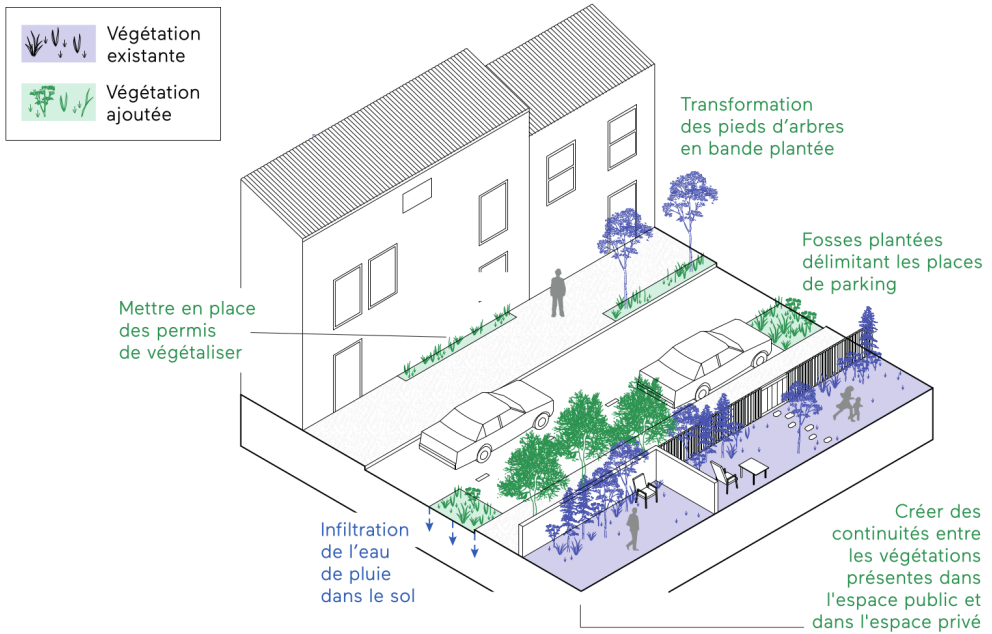 Végétation
existante
Végétation
ajoutée
Transformation
des pieds d’arbres
en bande plantée
Fosses plantées
délimitant les places
de parking
Mettre en place
des permis
de végétaliser
Infiltration
de l’eau
de pluie
dans le sol
Créer des
continuités entre
les végétations
présentes dans
l'espace public et
dans l'espace privé